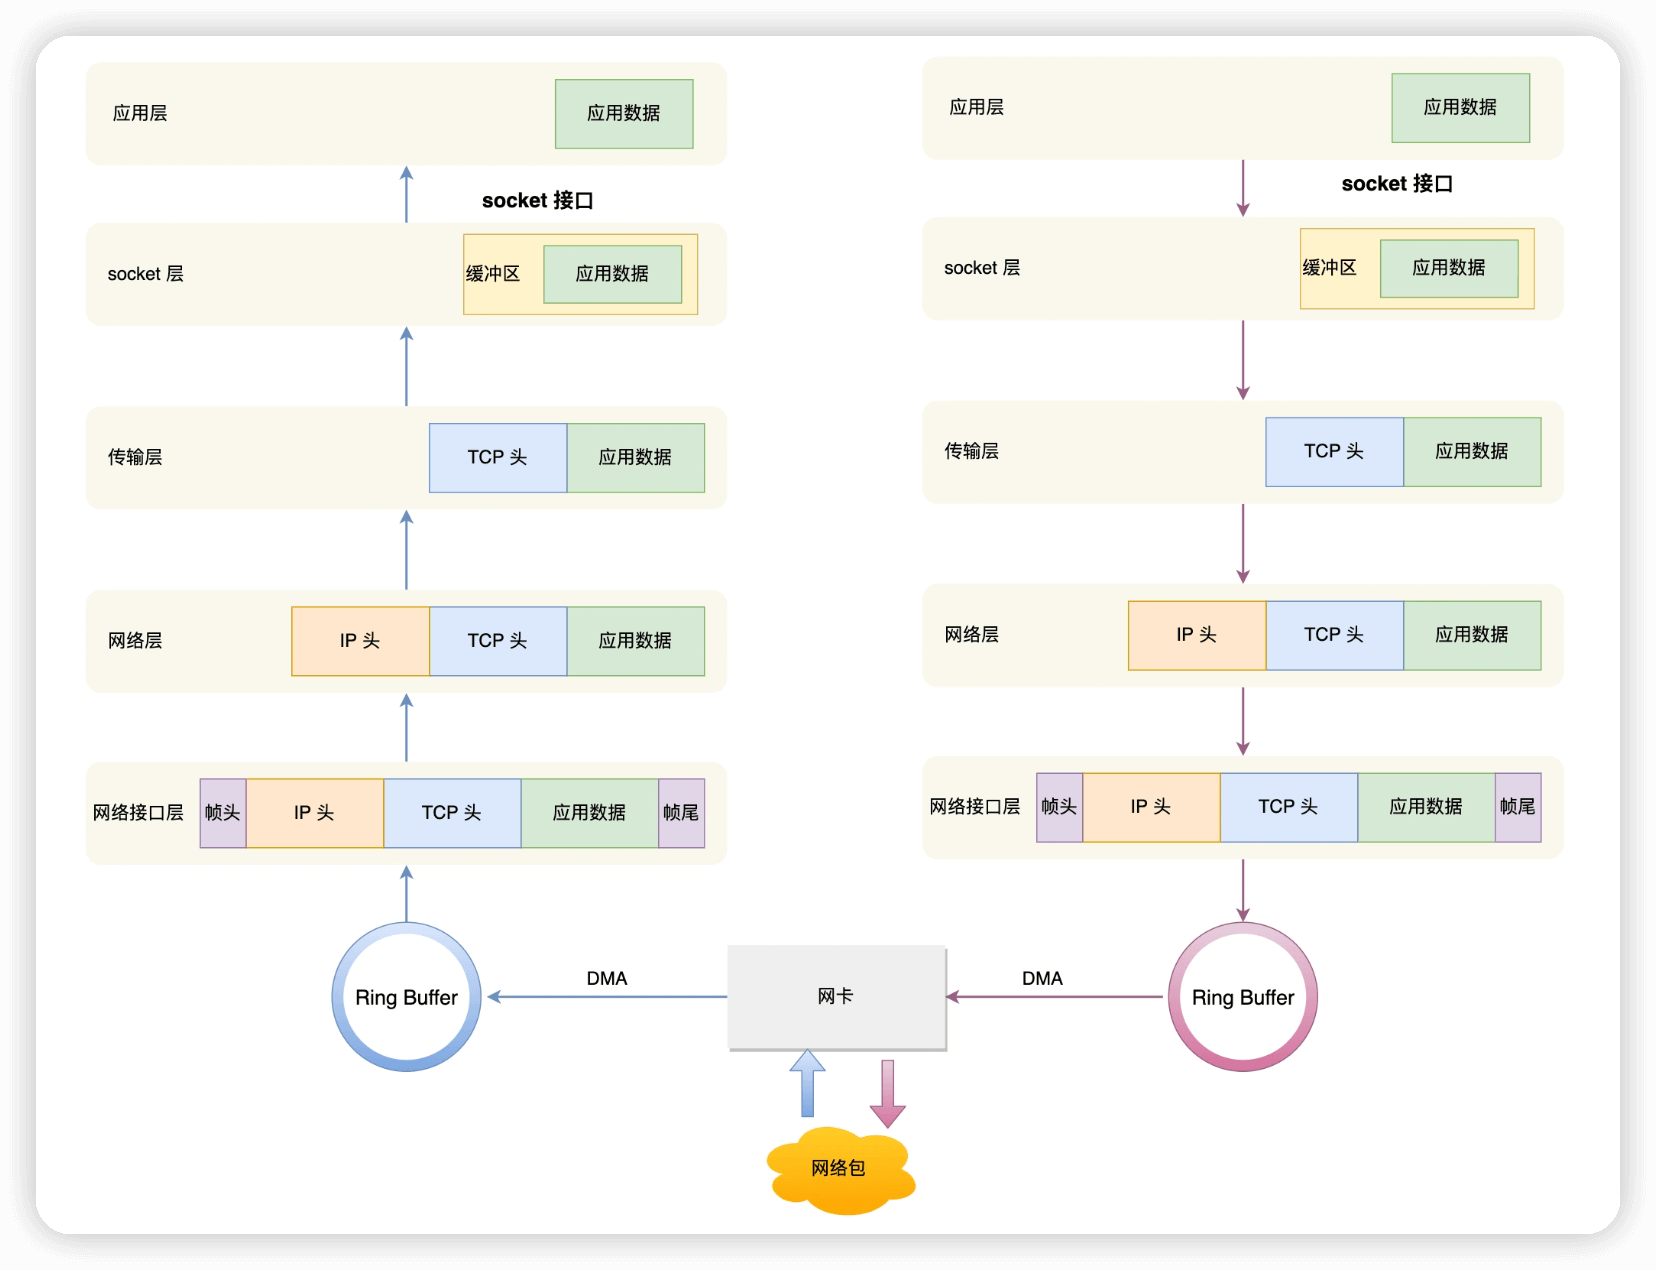 应用层
应用数据
socket 接口
socket 层
缓冲区
应用数据
传输层
TCP 头
应用数据
网络层
IP 头
TCP 头
应用数据
网络接口层
帧头
IP 头
TCP 头
应用数据
帧尾
Ring Buffer
DMA
网卡
网络包
应用层
应用数据
socket 接口
socket 层
缓冲区
应用数据
传输层
TCP 头
应用数据
网络层
IP 头
TCP 头
应用数据
网络接口层
帧头
IP 头
TCP 头
应用数据
帧尾
DMA
Ring Buffer